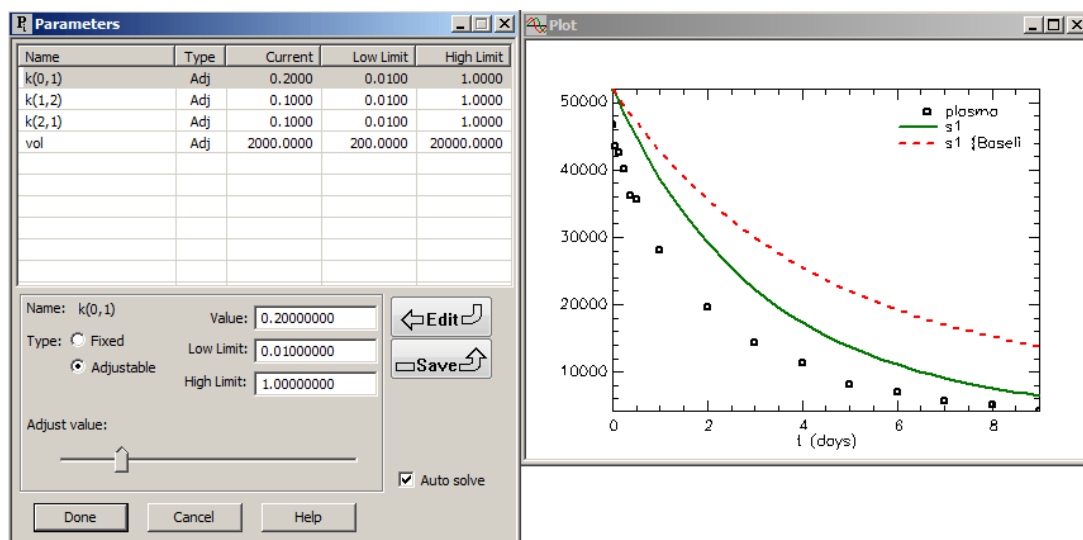 Parameters
Name Type Current Low Limit High Limit
k(0,1) Adj 0.2000 0.0100 1.0000
k(1,2) Adj 0.1000 0.0100 1.0000
k(2,1) Adj 0.1000 0.0100 1.0000
vol Adj 2000.0000 200.0000 20000.0000
Name: k(0,1)
Value: 0.20000000
Type: Fixed
Adjustable
Low Limit: 0.01000000
High Limit: 1.00000000
Edit
Save
Adjust value:
Auto solve
Done Cancel Help
Plot
50000
40000
30000
20000
10000
plasma
s1
s1 {Baseli
0 2 4 6 8
t (days)